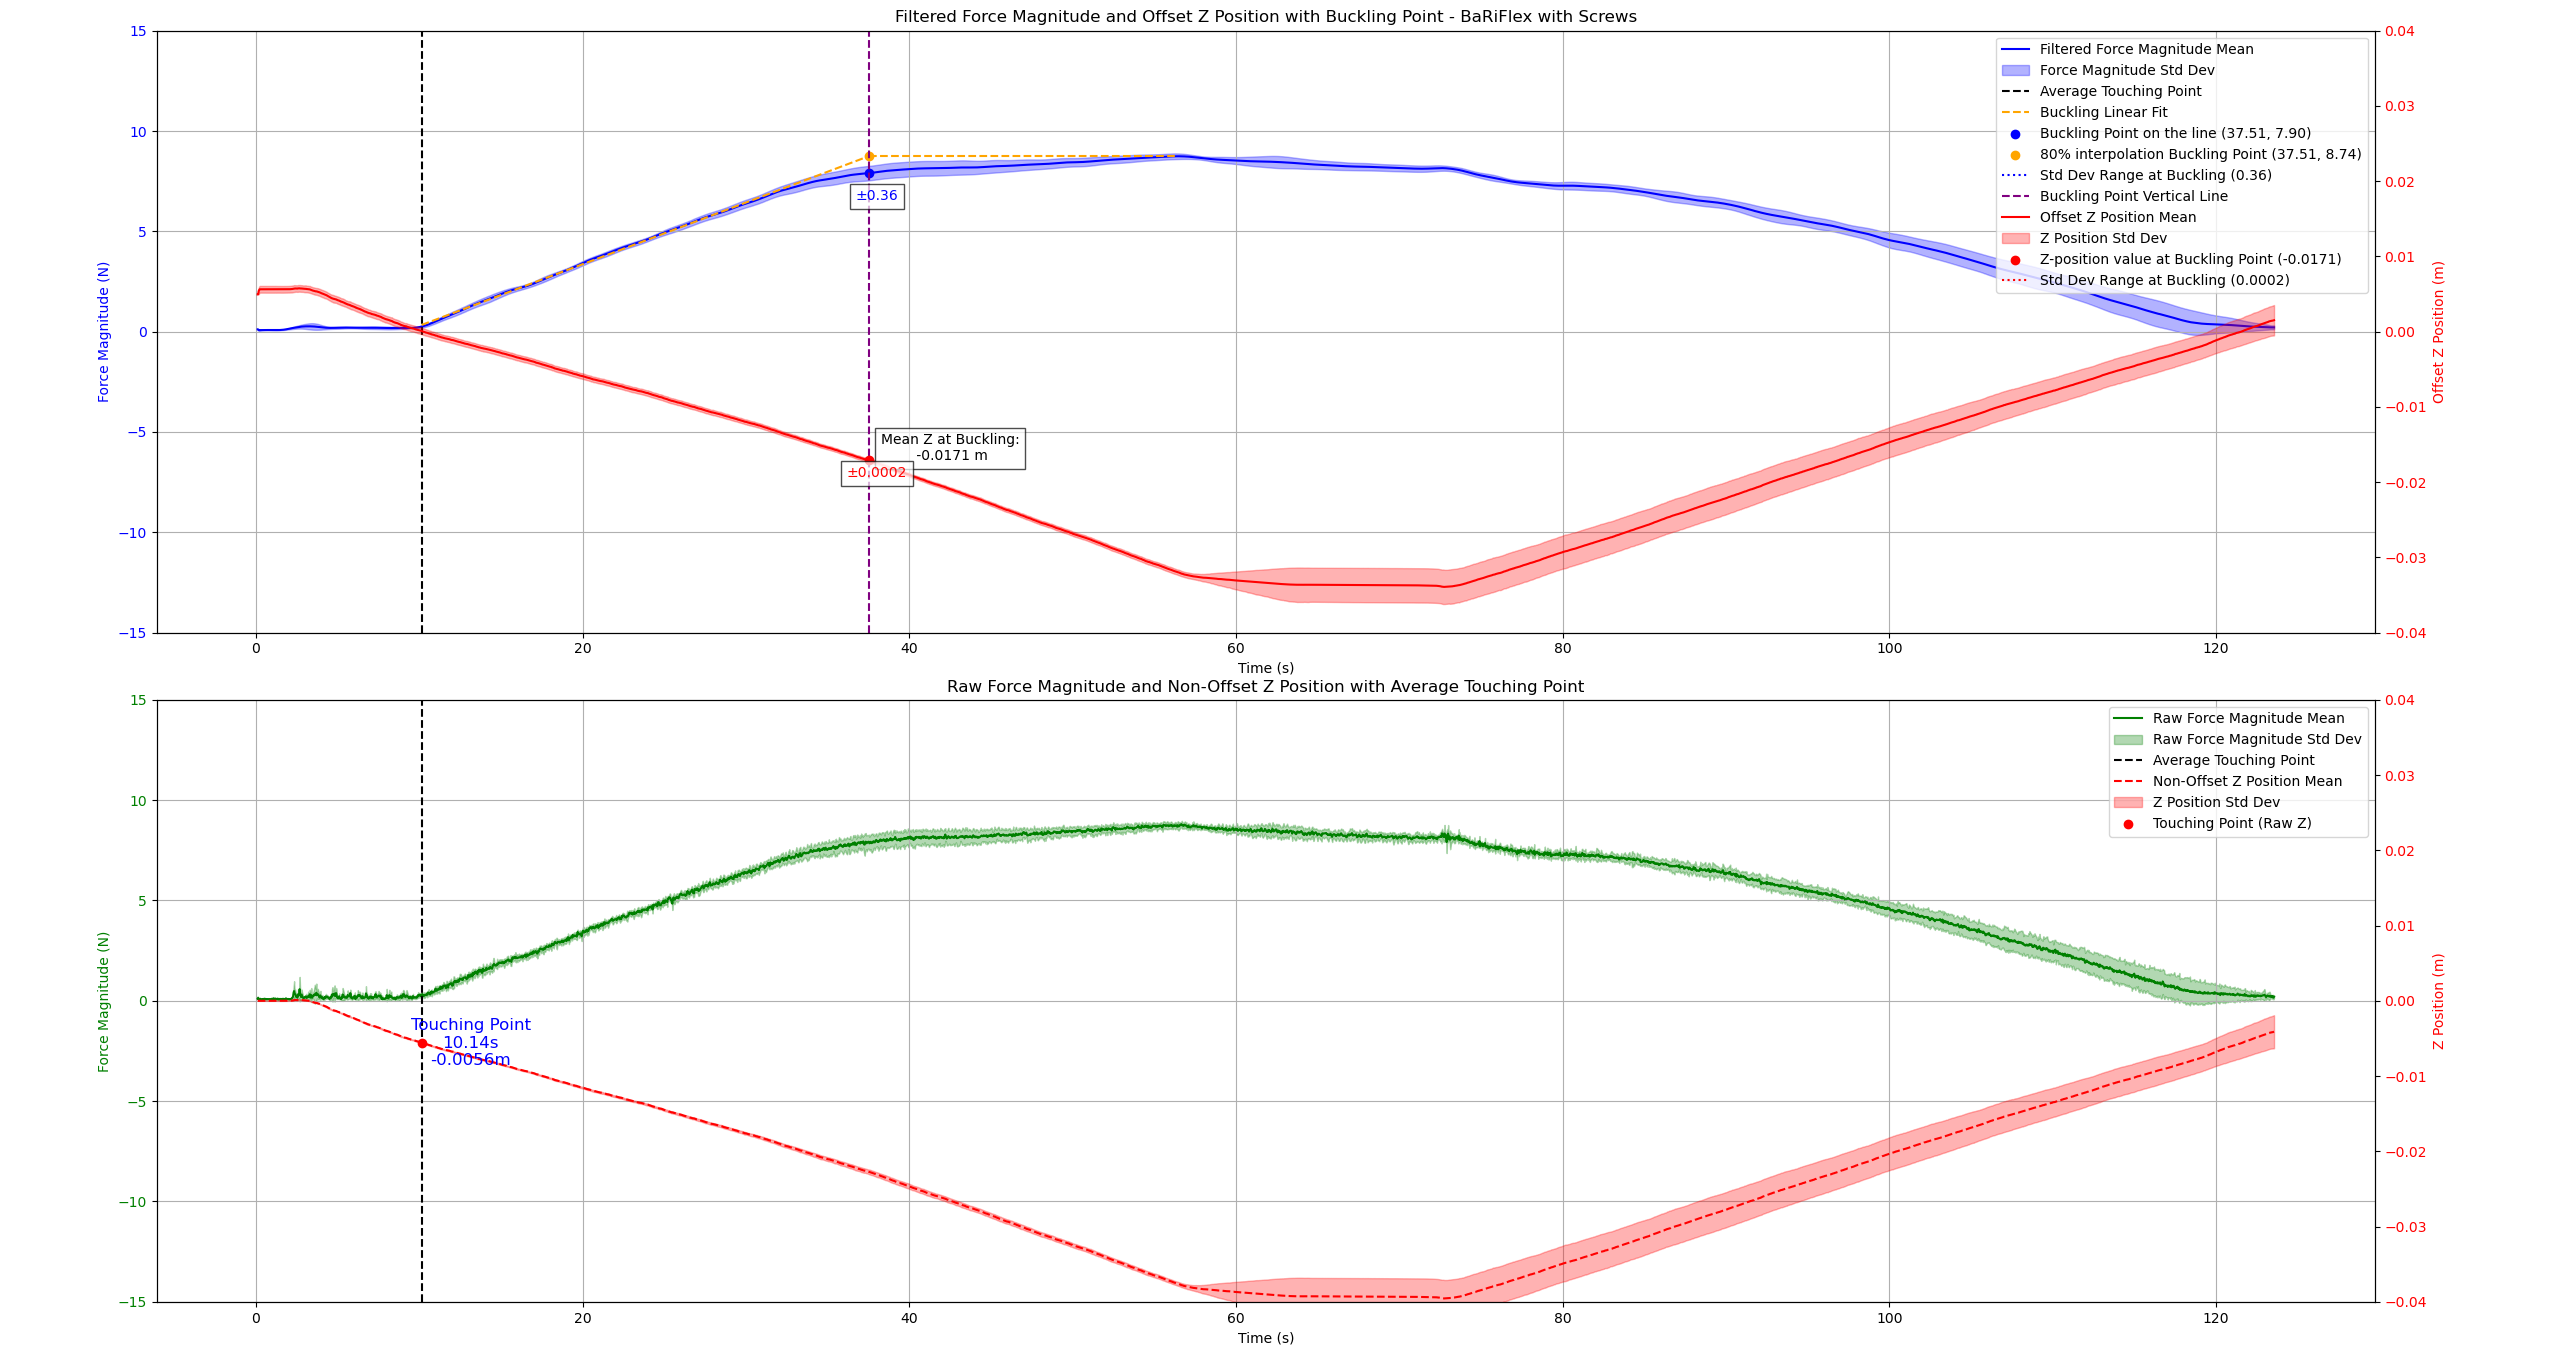 Filtered Force Magnitude and Offset Z Position with Buckling Point - BaRiFlex with Screws
15
10
5
0
−5
−10
−15
Force Magnitude (N)
0.04
0.03
0.02
0.01
0.00
−0.01
−0.02
−0.03
−0.04
Offset Z Position (m)
Filtered Force Magnitude Mean
Force Magnitude Std Dev
Average Touching Point
Buckling Linear Fit
Buckling Point on the line (37.51, 7.90)
80% interpolation Buckling Point (37.51, 8.74)
Std Dev Range at Buckling (0.36)
Buckling Point Vertical Line
Offset Z Position Mean
Z Position Std Dev
Z-position value at Buckling Point (-0.0171)
Std Dev Range at Buckling (0.0002)
±0.36
Mean Z at Buckling:
-0.0171 m
±0.0002
0 20 40 60 80 100 120
Time (s)
Raw Force Magnitude and Non-Offset Z Position with Average Touching Point
15
10
5
0
−5
−10
−15
Force Magnitude (N)
0.04
0.03
0.02
0.01
0.00
−0.01
−0.02
−0.03
−0.04
Z Position (m)
Raw Force Magnitude Mean
Raw Force Magnitude Std Dev
Average Touching Point
Non-Offset Z Position Mean
Z Position Std Dev
Touching Point (Raw Z)
Touching Point
10.14s
-0.0056m
0 20 40 60 80 100 120
Time (s)